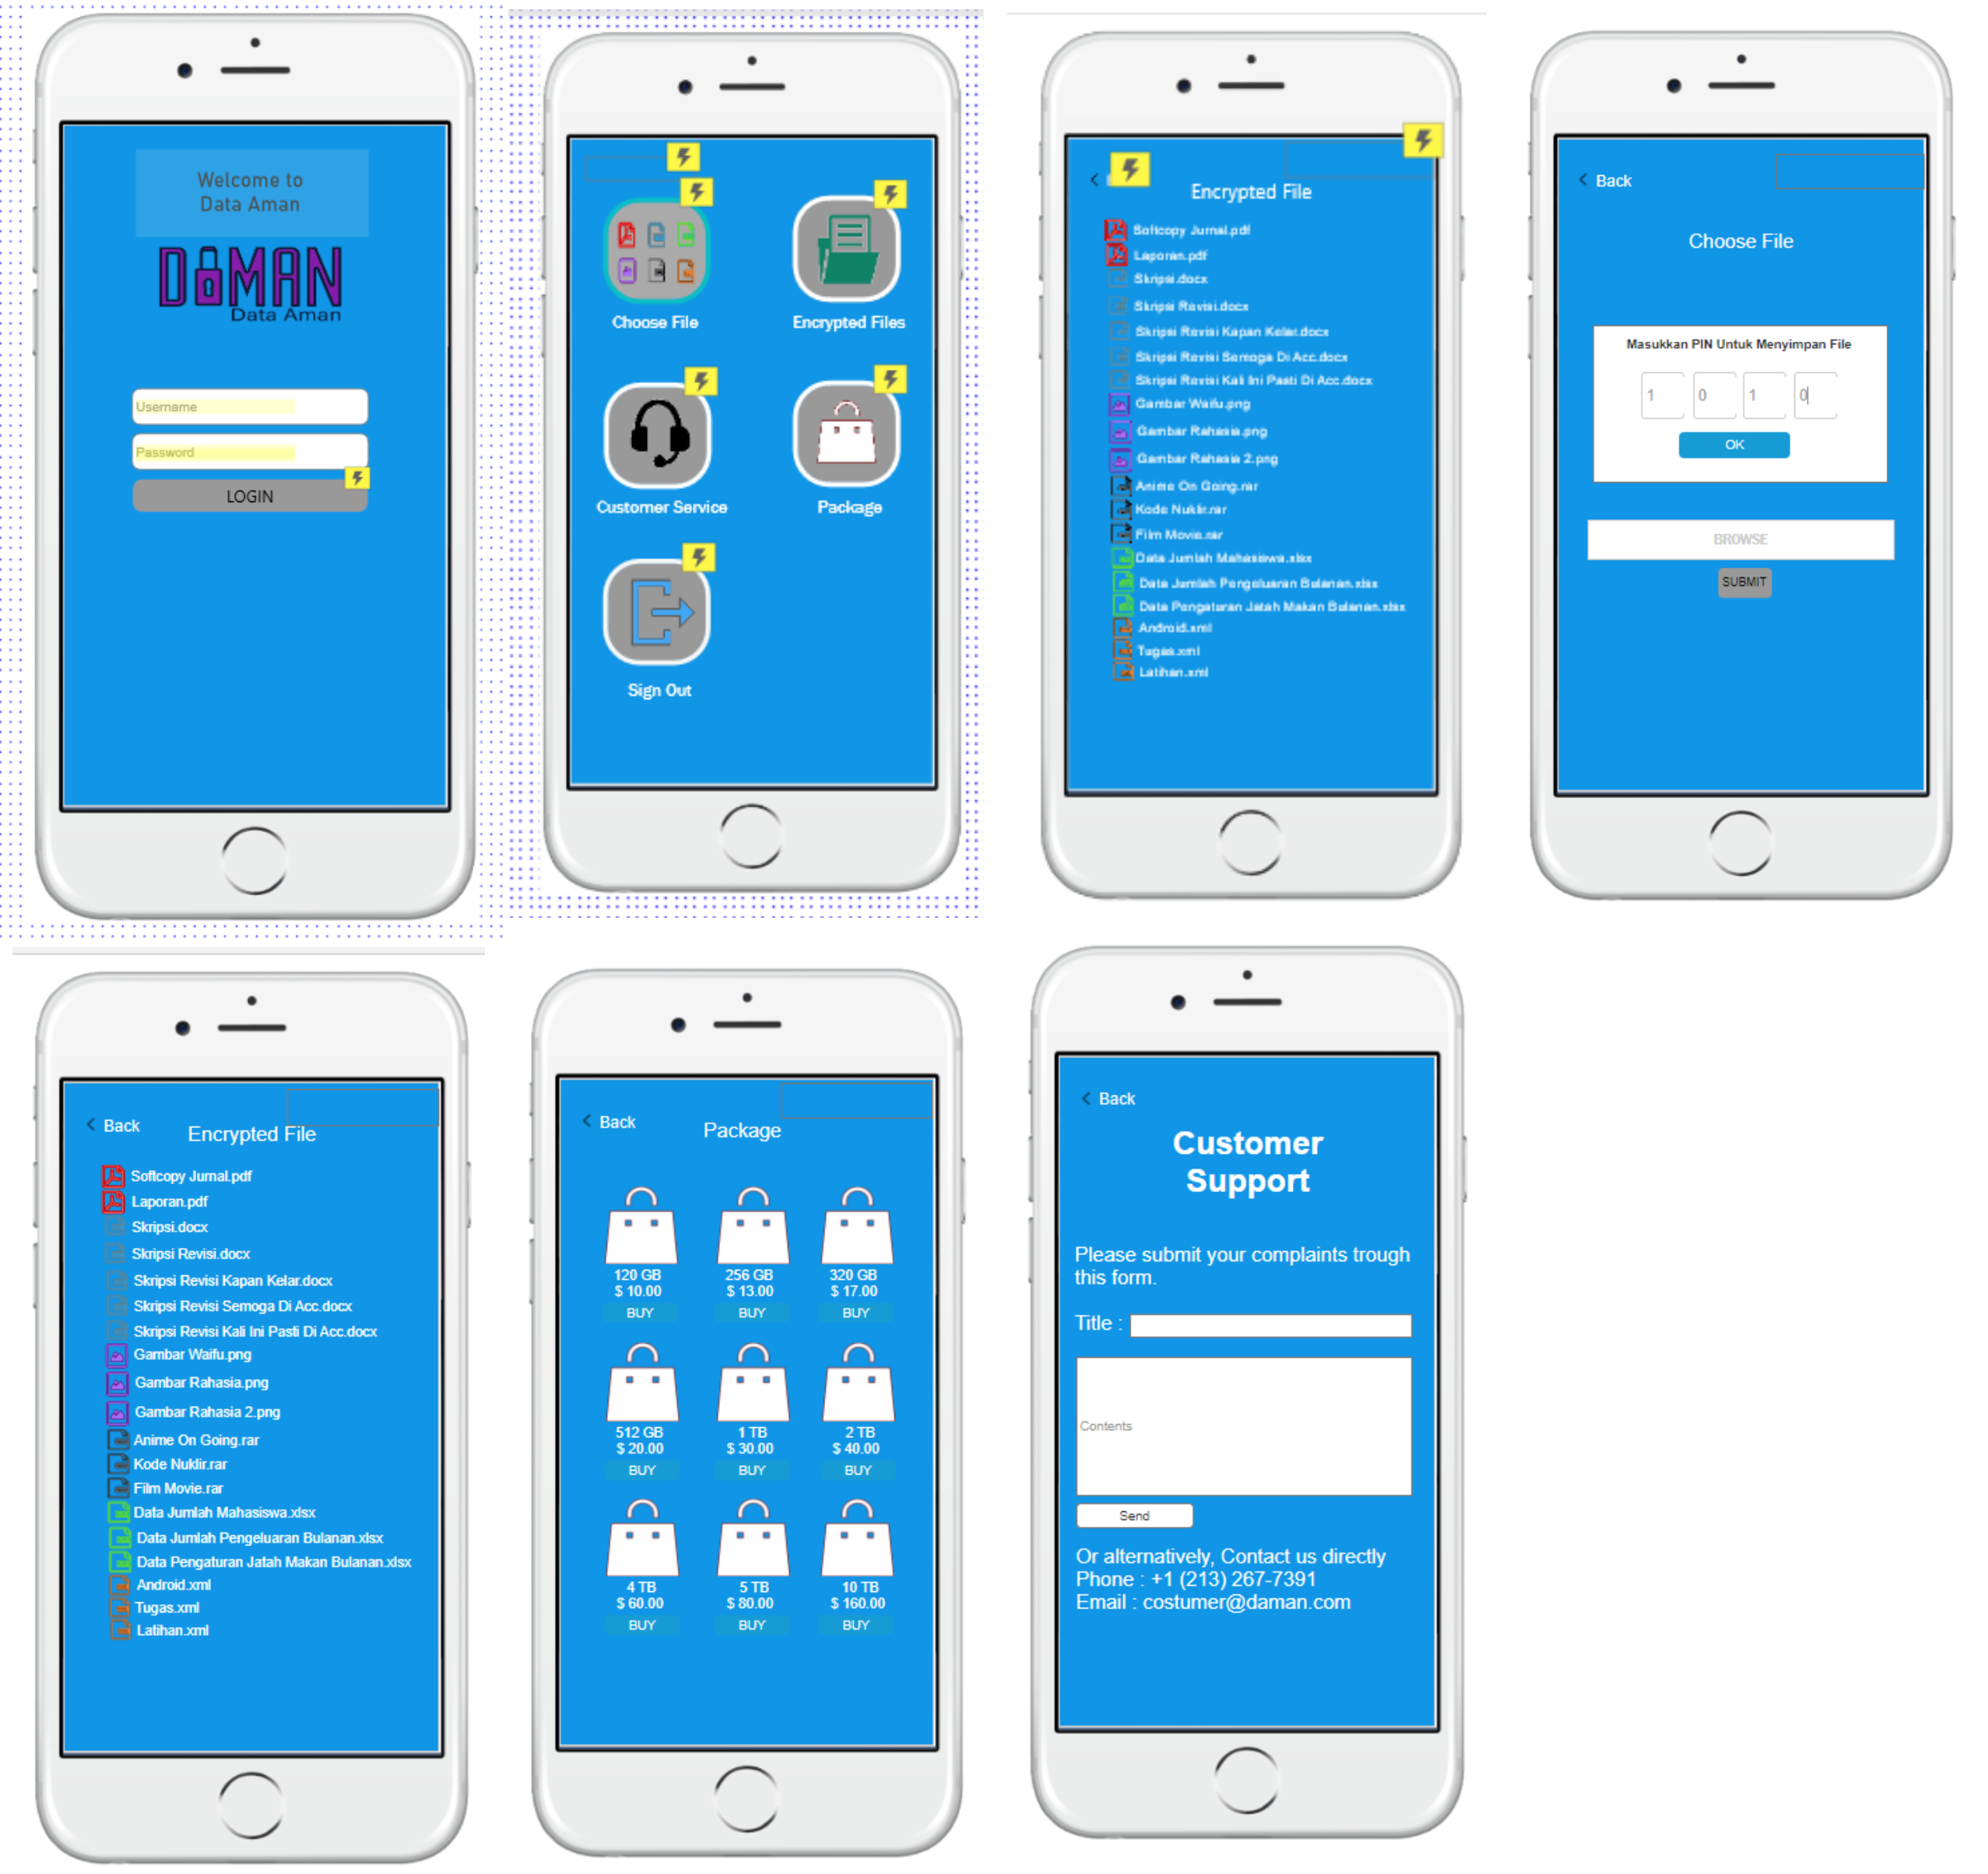 Welcome to
Data Aman
DAMAN
Data Aman
Username
Password
LOGIN
Choose File
Encrypted Files
Customer Service
Package
Sign Out
Encrypted File
Softcopy Jurnal.pdf
Laporan.pdf
Skripsi.docx
Skripsi Revisi.docx
Skripsi Revisi Kapan Kelar.docx
Skripsi Revisi Semoga Di Acc.docx
Skripsi Revisi Kali Ini Pasti Di Acc.docx
Gambar Waifu.png
Gambar Rahasia.png
Gambar Rahasia 2.png
Anime On Going.rar
Kode Nuklir.rar
Film Movie.rar
Data Jumlah Mahasiswa.xlsx
Data Jumlah Pengeluaran Bulanan.xlsx
Data Pengaturan Jatah Makan Bulanan.xlsx
Android.xml
Tugas.xml
Latihan.xml
Back
Choose File
Masukkan PIN Untuk Menyimpan File
1 0 1 0
OK
BROWSE
SUBMIT
Back
Encrypted File
Softcopy Jurnal.pdf
Laporan.pdf
Skripsi.docx
Skripsi Revisi.docx
Skripsi Revisi Kapan Kelar.docx
Skripsi Revisi Semoga Di Acc.docx
Skripsi Revisi Kali Ini Pasti Di Acc.docx
Gambar Waifu.png
Gambar Rahasia.png
Gambar Rahasia 2.png
Anime On Going.rar
Kode Nuklir.rar
Film Movie.rar
Data Jumlah Mahasiswa.xlsx
Data Jumlah Pengeluaran Bulanan.xlsx
Data Pengaturan Jatah Makan Bulanan.xlsx
Android.xml
Tugas.xml
Latihan.xml
Back
Package
120 GB 256 GB 320 GB
$ 10.00 $ 13.00 $ 17.00
BUY BUY BUY
512 GB 1 TB 2 TB
$ 20.00 $ 30.00 $ 40.00
BUY BUY BUY
4 TB 5 TB 10 TB
$ 60.00 $ 80.00 $ 160.00
BUY BUY BUY
Back
Customer
Support
Please submit your complaints trough
this form.
Title :
Contents
Send
Or alternatively, Contact us directly
Phone : +1 (213) 267-7391
Email : costumer@daman.com